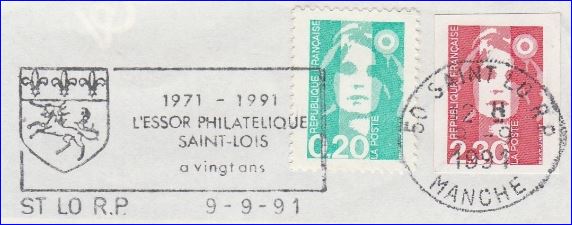 1971 - 1991
L'ESSOR PHILATELIQUE
SAINT-LOIS
a vingt ans
ST LO R.P. 9-9-91
REPUBLIQUE FRANÇAISE
0,20
LA POSTE
REPUBLIQUE FRANÇAISE
2,30
LA POSTE
50 SAINT LO R.P.
1991
MANCHE